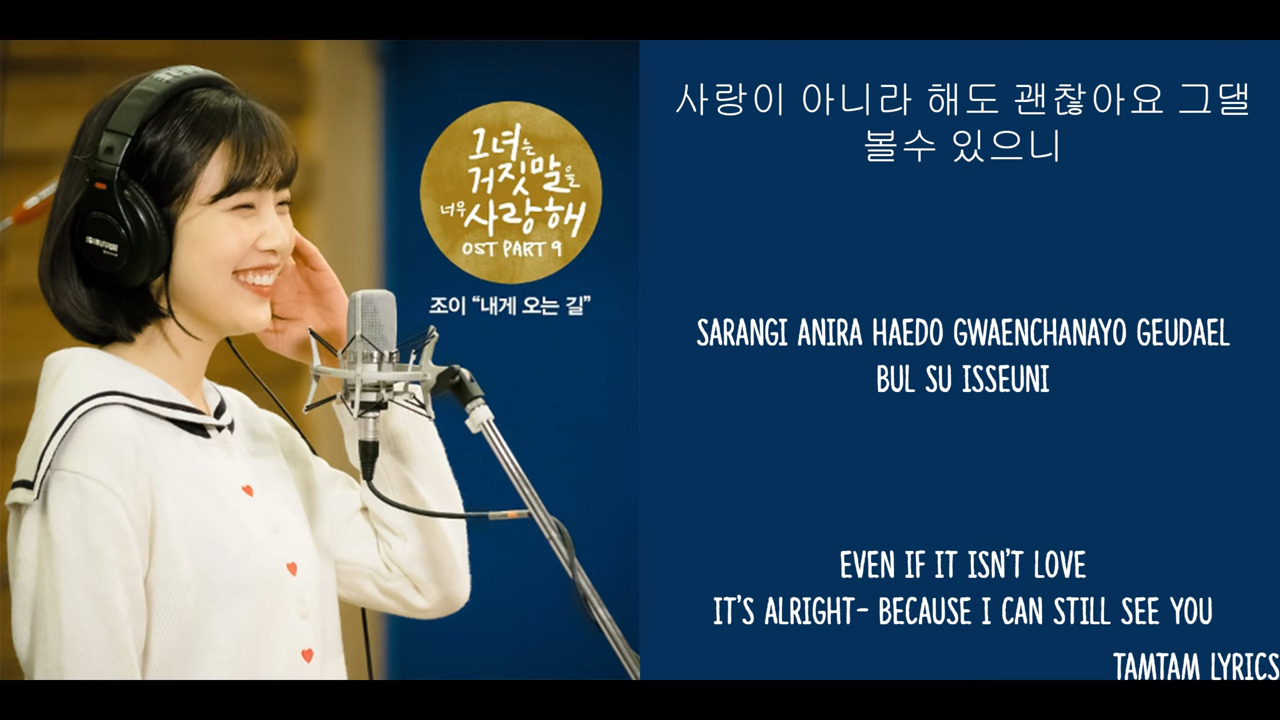 그녀는
거짓말을
너무 사랑해
OST PART 9
조이 "내게 오는 길"
사랑이 아니라 해도 괜찮아요 그댈
볼수 있으니
SARANGI ANIRA HAEDO GWAENCHANAYO GEUDAEL
BUL SU ISSEUNI
EVEN IF IT ISN'T LOVE
IT'S ALRIGHT- BECAUSE I CAN STILL SEE YOU
TAMTAM LYRICS